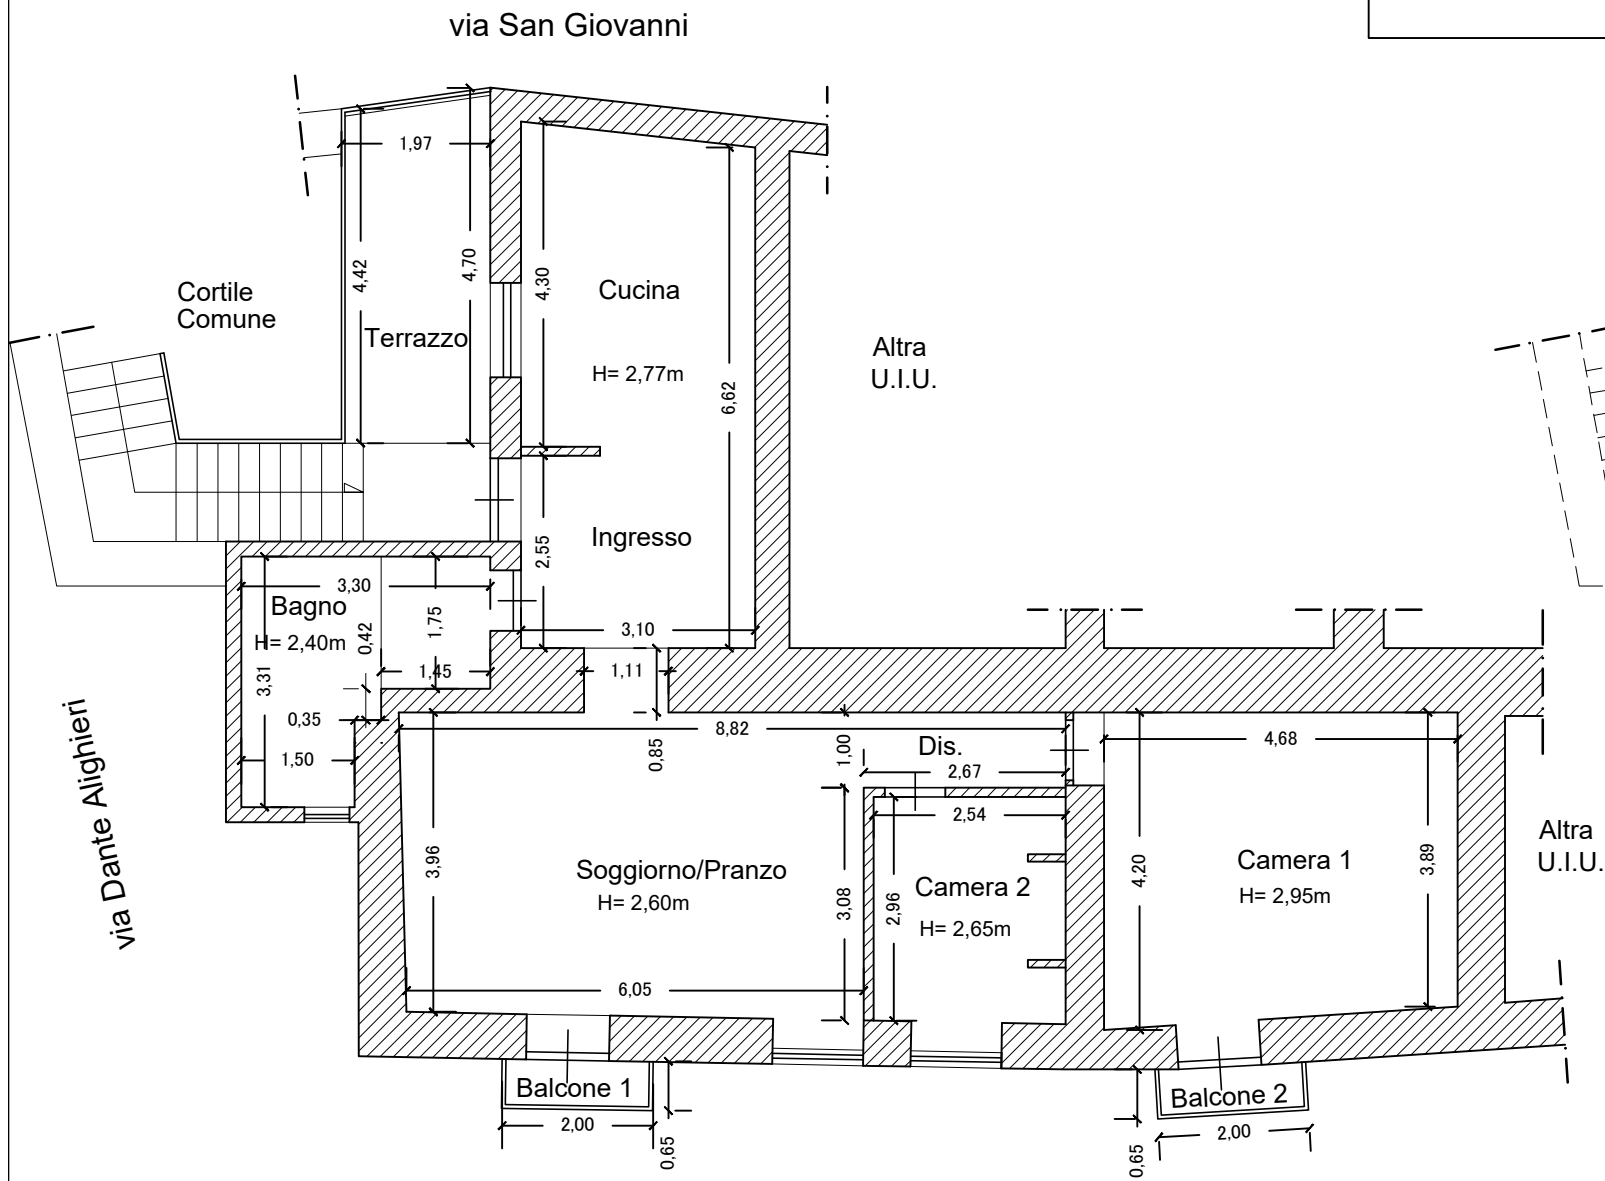 via San Giovanni
1,97
4,42
4,70
4,30
Cucina
Cortile
Comune
Terrazzo
H= 2,77m
6,62
Altra
U.I.U.
Ingresso
2,55
3,30
Bagno
H= 2,40m
0,42
1,75
3,10
1,45
1,11
3,31
0,35
1,50
8,82
0,85
1,00
Dis.
2,67
4,68
via Dante Alighieri
2,54
3,96
Soggiorno/Pranzo
H= 2,60m
3,08
2,96
Camera 2
H= 2,65m
4,20
Camera 1
H= 2,95m
3,89
Altra
U.I.U.
6,05
Balcone 1
2,00
0,65
Balcone 2
2,00
0,65